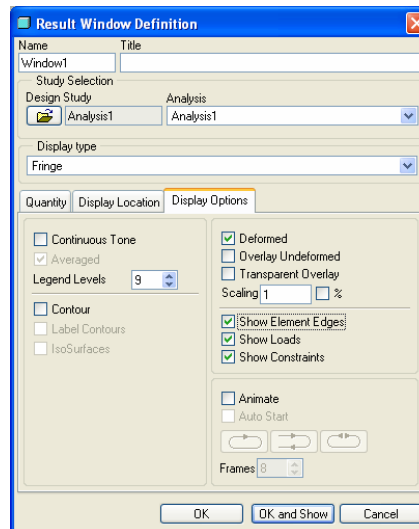 Result Window Definition
Name Title
Window1
Study Selection
Design Study Analysis
Analysis1 Analysis1
Display type
Fringe
Quantity Display Location Display Options
Continuous Tone
Averaged
Legend Levels 9
Contour
Label Contours
IsoSurfaces
Deformed
Overlay Undeformed
Transparent Overlay
Scaling 1 %
Show Element Edges
Show Loads
Show Constraints
Animate
Auto Start
Frames 8
OK OK and Show Cancel